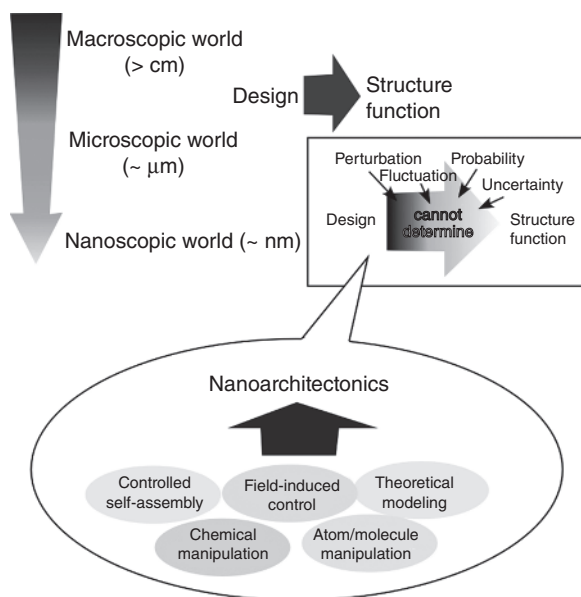 Macroscopic world
(> cm)
Design
Structure
function
Microscopic world
(~ μm)
Perturbation
Fluctuation
Probability
Uncertainty
Design
cannot
determine
Structure
function
Nanoscopic world (~ nm)
Nanoarchitectonics
Controlled
self-assembly
Field-induced
control
Theoretical
modeling
Chemical
manipulation
Atom/molecule
manipulation